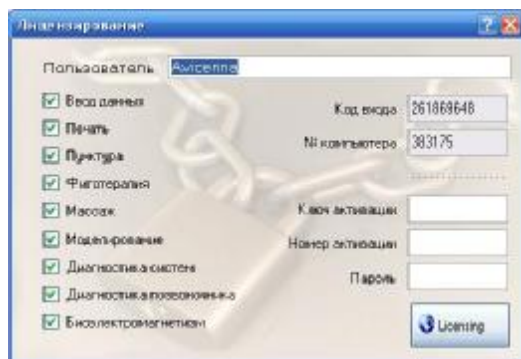 Лицензирование
Пользователь Avicenna
Ввод данных
Печать
Пунктура
Фитотерапия
Массаж
Моделирование
Диагностика систем
Диагностика позвоночника
Биоэлектромагнетизм
Код входа 261869648
№ компьютера 383175
Ключ активации
Номер активации
Пароль
Licensing